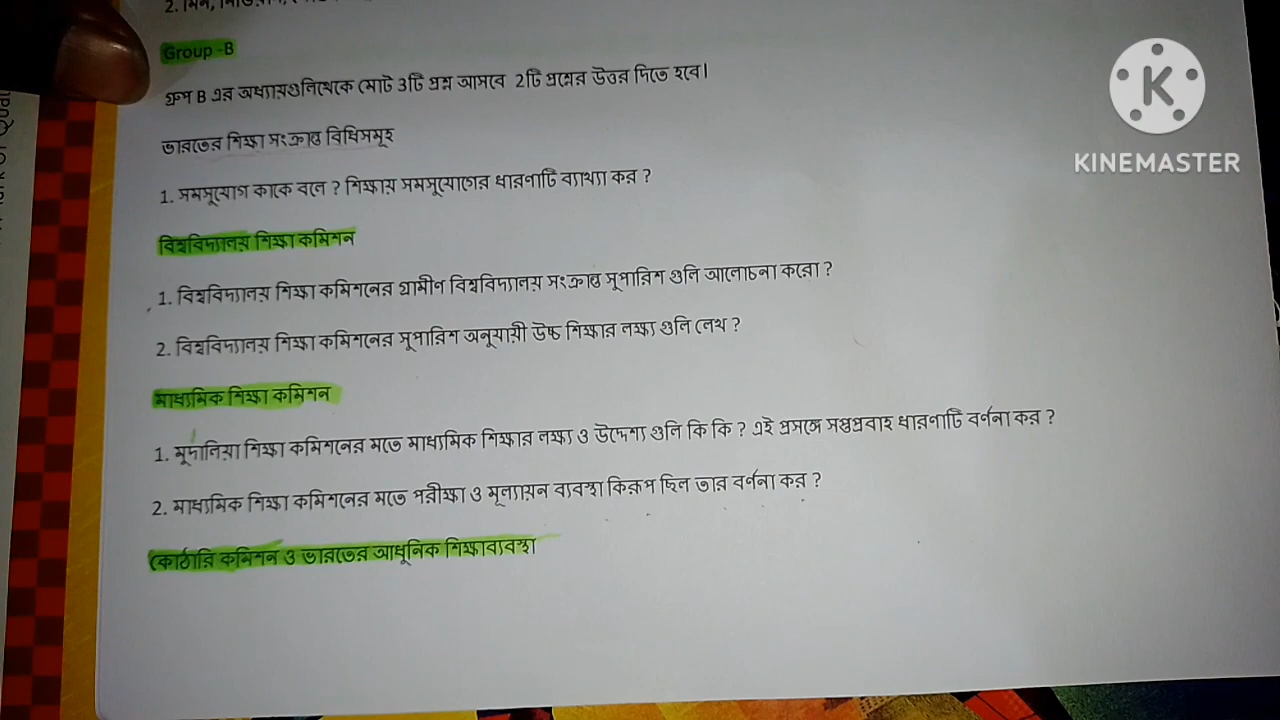 Group -B
গ্রুপ B এর অধ্যায়গুলিথেকে মোট 3টি প্রশ্ন আসবে 2টি প্রশ্নের উত্তর দিতে হবে।
ভারতের শিক্ষা সংক্রান্ত বিধিসমূহ
1. সমসুযোগ কাকে বলে ? শিক্ষায় সমসুযোগের ধারণাটি ব্যাখ্যা কর ?
বিশ্ববিদ্যালয় শিক্ষা কমিশন
1. বিশ্ববিদ্যালয় শিক্ষা কমিশনের গ্রামীণ বিশ্ববিদ্যালয় সংক্রান্ত সুপারিশ গুলি আলোচনা করো ?
2. বিশ্ববিদ্যালয় শিক্ষা কমিশনের সুপারিশ অনুযায়ী উচ্চ শিক্ষার লক্ষ্য গুলি লেখ ?
মাধ্যমিক শিক্ষা কমিশন
1. মুদালিয়া শিক্ষা কমিশনের মতে মাধ্যমিক শিক্ষার লক্ষ্য ও উদ্দেশ্য গুলি কি কি ? এই প্রসঙ্গে সপ্তপ্রবাহ ধারণাটি বর্ণনা কর ?
2. মাধ্যমিক শিক্ষা কমিশনের মতে পরীক্ষা ও মূল্যায়ন ব্যবস্থা কিরূপ ছিল তার বর্ণনা কর ?
কোঠারি কমিশন ও ভারতের আধুনিক শিক্ষাব্যবস্থা
K
KINEMASTER